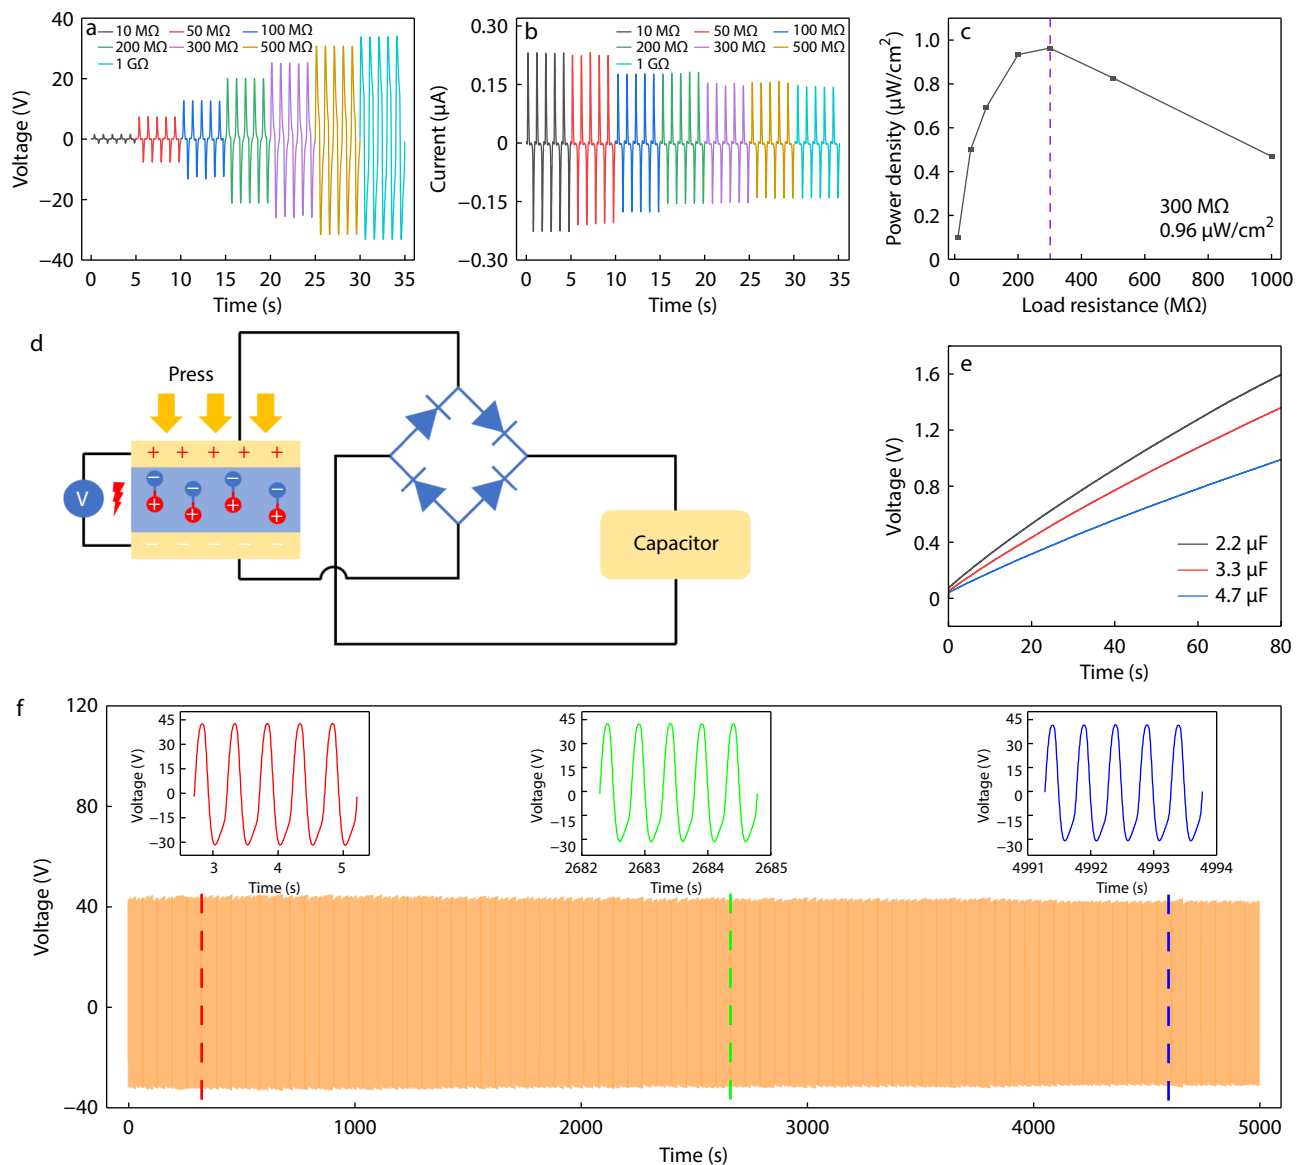 a
10 MΩ 50 MΩ 100 MΩ
200 MΩ 300 MΩ 500 MΩ
1 GΩ
40
20
0
−20
−40
Voltage (V)
0 5 10 15 20 25 30 35
Time (s)
b
10 MΩ 50 MΩ 100 MΩ
200 MΩ 300 MΩ 500 MΩ
1 GΩ
0.30
0.15
0
−0.15
−0.30
Current (μA)
0 5 10 15 20 25 30 35
Time (s)
c
1.0
0.8
0.6
0.4
0.2
0
Power density (μW/cm²)
300 MΩ
0.96 μW/cm²
0 200 400 600 800 1000
Load resistance (MΩ)
d
Press
+ + + + +
V
− − − −
+ + + +
− − − − −
Capacitor
e
1.6
1.2
0.8
0.4
0
Voltage (V)
2.2 μF
3.3 μF
4.7 μF
0 20 40 60 80
Time (s)
f
120
80
40
0
−40
Voltage (V)
45
30
15
0
−15
−30
Voltage (V)
3 4 5
Time (s)
45
30
15
0
−15
−30
Voltage (V)
2682 2683 2684 2685
Time (s)
45
30
15
0
−15
−30
Voltage (V)
4991 4992 4993 4994
Time (s)
0 1000 2000 3000 4000 5000
Time (s)